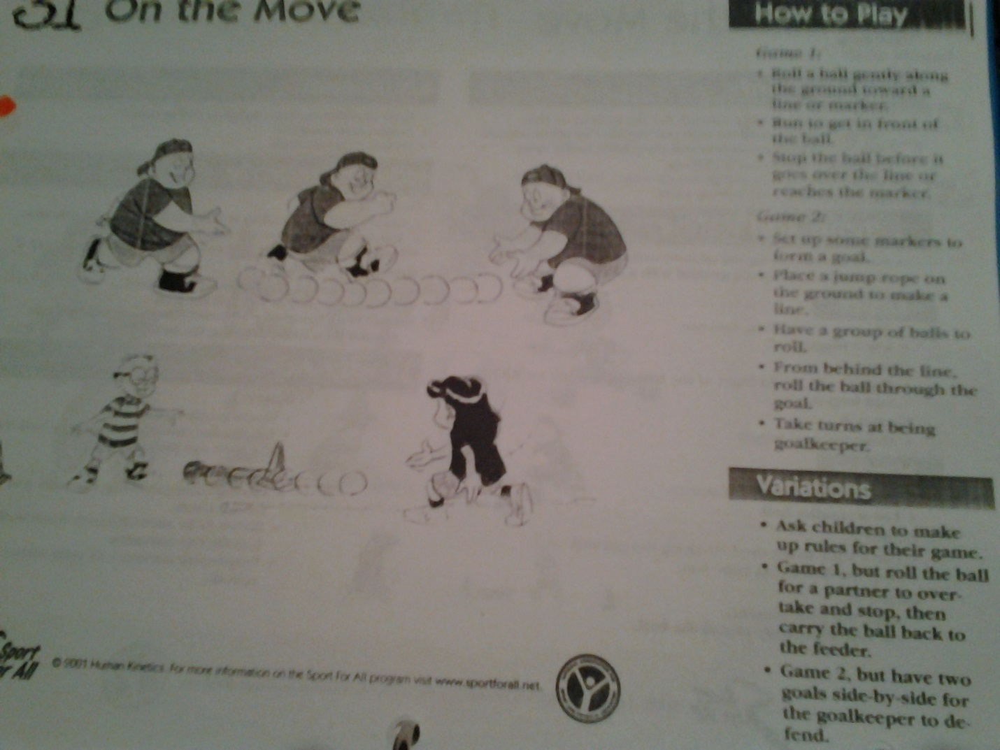 31 On the Move
How to Play
Game 1:
• Roll a ball gently along
the ground toward a
line or marker.
• Run to get in front of
the ball.
• Stop the ball before it
goes over the line or
reaches the marker.
Game 2:
• Set up some markers to
form a goal.
• Place a jump rope on
the ground to make a
line.
• Have a group of balls to
roll.
• From behind the line,
roll the ball through the
goal.
• Take turns at being
goalkeeper.
Variations
• Ask children to make
up rules for their game.
• Game 1, but roll the ball
for a partner to over-
take and stop, then
carry the ball back to
the feeder.
• Game 2, but have two
goals side-by-side for
the goalkeeper to de-
fend.
Sport
For All
© 2001 Human Kinetics. For more information on the Sport For All program visit www.sportforall.net.